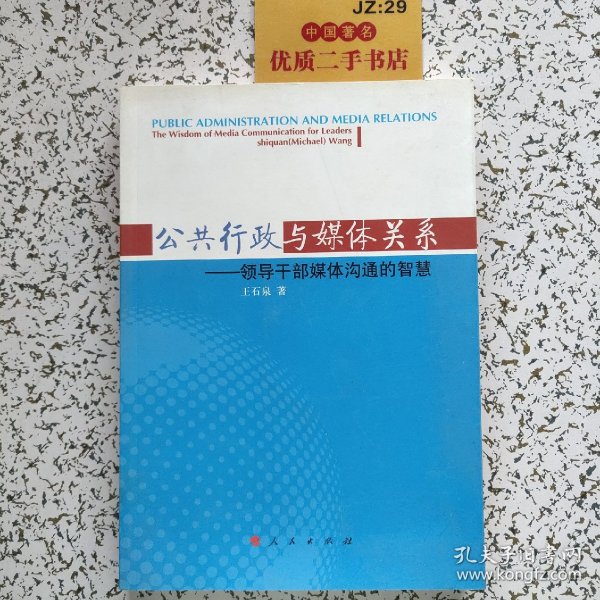 JZ:29
中国著名
优质二手书店
PUBLIC ADMINISTRATION AND MEDIA RELATIONS
The Wisdom of Media Communication for Leaders
shiquan(Michael) Wang
公共行政与媒体关系
——领导干部媒体沟通的智慧
王石泉 著
人民出版社
孔夫子旧书网
www.kongfz.com